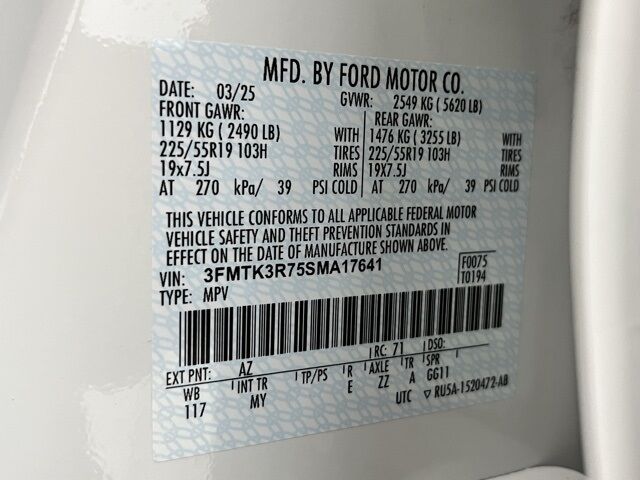 MFD. BY FORD MOTOR CO.
DATE: 03/25 GVWR: 2549 KG ( 5620 LB)
FRONT GAWR: REAR GAWR:
1129 KG ( 2490 LB) WITH 1476 KG ( 3255 LB) WITH
225/55R19 103H TIRES 225/55R19 103H TIRES
19x7.5J RIMS 19X7.5J RIMS
AT 270 kPa/ 39 PSI COLD AT 270 kPa/ 39 PSI COLD
THIS VEHICLE CONFORMS TO ALL APPLICABLE FEDERAL MOTOR
VEHICLE SAFETY AND THEFT PREVENTION STANDARDS IN
EFFECT ON THE DATE OF MANUFACTURE SHOWN ABOVE.
VIN: 3FMTK3R75SMA17641 F0075
TYPE: MPV T0194
EXT PNT: AZ RC: 71 DSO:
WB INT TR TP/PS R AXLE TR SPR
117 MY E ZZ A GG11
UTC ▽ RU5A-1520472-AB